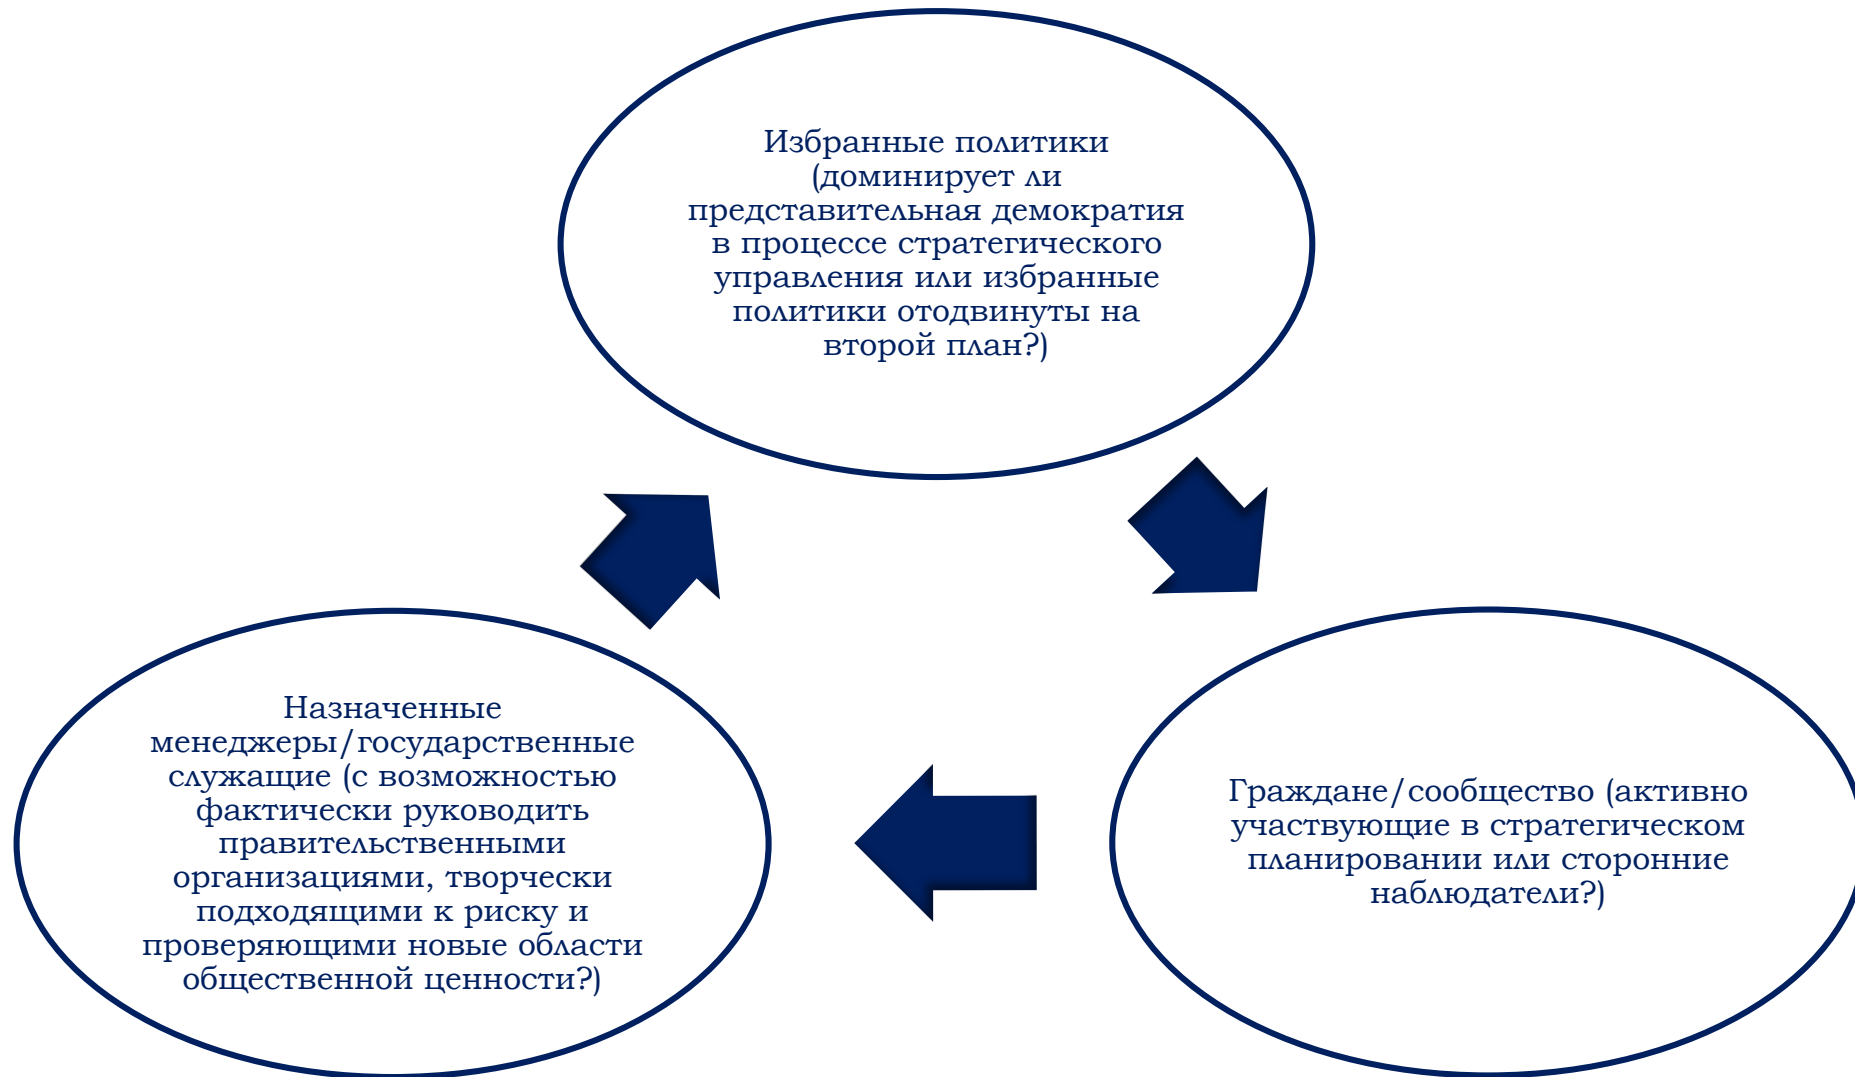 Избранные политики
(доминирует ли
представительная демократия
в процессе стратегического
управления или избранные
политики отодвинуты на
второй план?)
Назначенные
менеджеры/государственные
служащие (с возможностью
фактически руководить
правительственными
организациями, творчески
подходящими к риску и
проверяющими новые области
общественной ценности?)
Граждане/сообщество (активно
участвующие в стратегическом
планировании или сторонние
наблюдатели?)